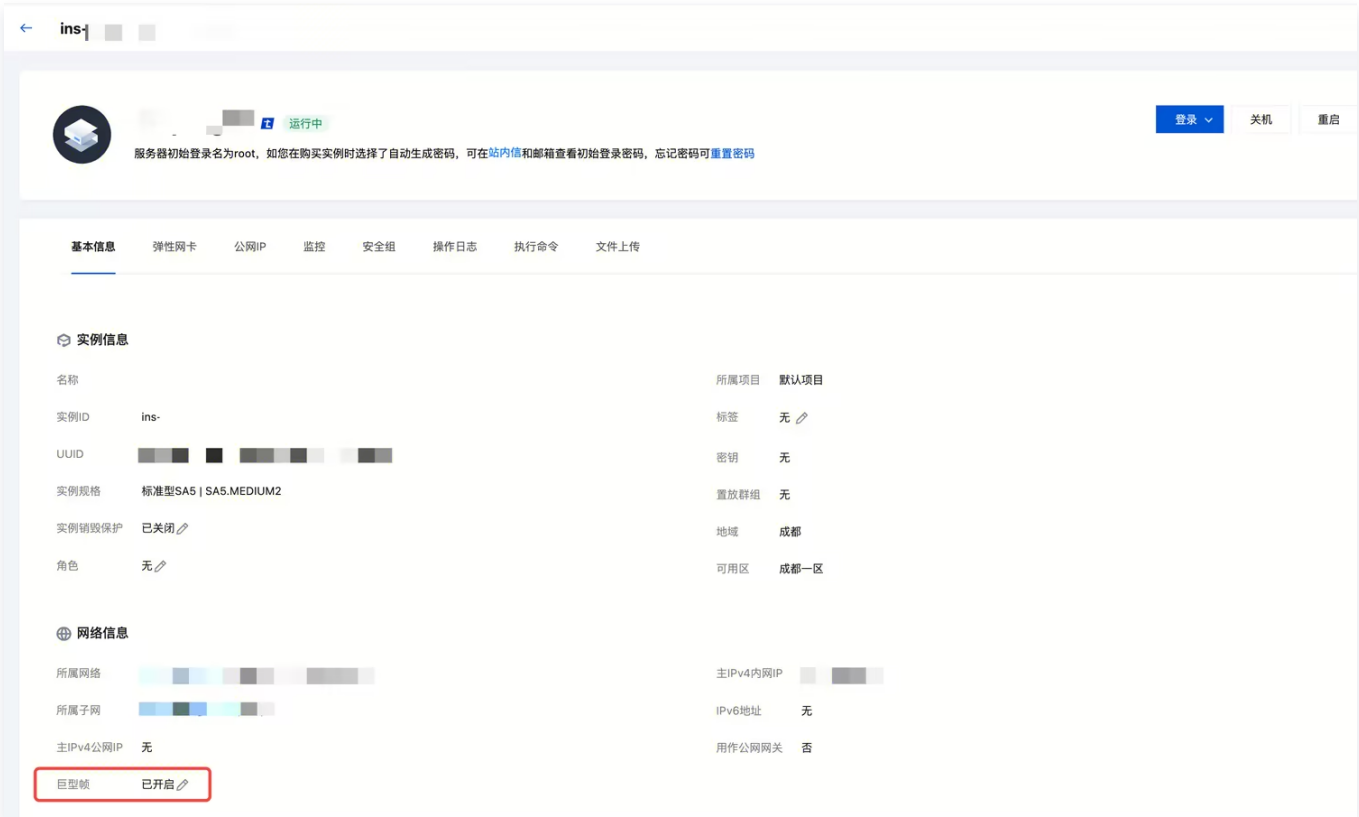 ins-
运行中
登录 关机 重启
服务器初始登录名为root，如您在购买实例时选择了自动生成密码，可在站内信和邮箱查看初始登录密码，忘记密码可重置密码
基本信息 弹性网卡 公网IP 监控 安全组 操作日志 执行命令 文件上传
实例信息
名称
所属项目 默认项目
实例ID ins-
标签 无
UUID
密钥 无
实例规格 标准型SA5 | SA5.MEDIUM2
置放群组 无
实例销毁保护 已关闭
地域 成都
角色 无
可用区 成都一区
网络信息
所属网络
主IPv4内网IP
所属子网
IPv6地址 无
主IPv4公网IP 无
用作公网网关 否
巨型帧 已开启